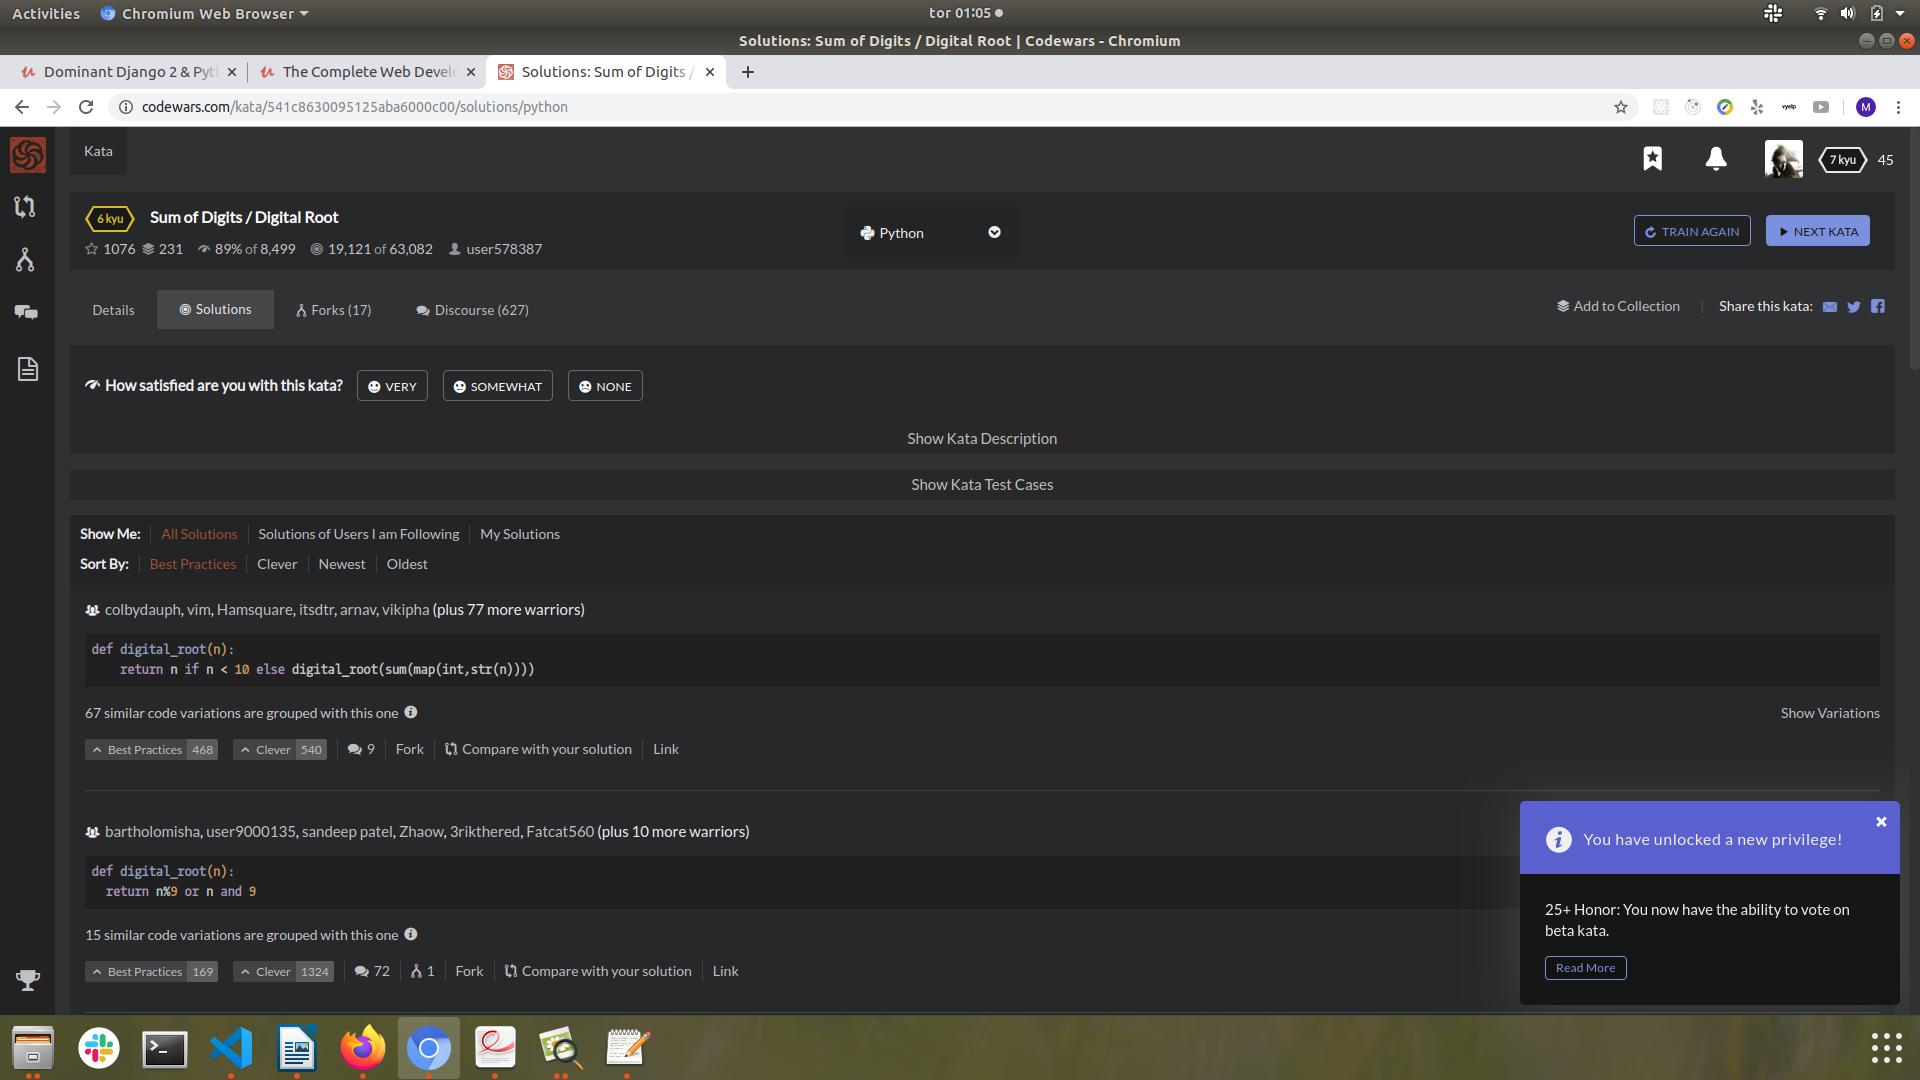 Activities
Chromium Web Browser
tor 01:05
Solutions: Sum of Digits / Digital Root | Codewars - Chromium
Dominant Django 2 & Pyt
The Complete Web Develo
Solutions: Sum of Digits /
codewars.com/kata/541c8630095125aba6000c00/solutions/python
vyelp
M
Kata
7 kyu
45
6 kyu
Sum of Digits / Digital Root
1076
231
89% of 8,499
19,121 of 63,082
user578387
Python
TRAIN AGAIN
NEXT KATA
Details
Solutions
Forks (17)
Discourse (627)
Add to Collection
Share this kata:
How satisfied are you with this kata?
VERY
SOMEWHAT
NONE
Show Kata Description
Show Kata Test Cases
Show Me:
All Solutions
Solutions of Users I am Following
My Solutions
Sort By:
Best Practices
Clever
Newest
Oldest
colbydauph, vim, Hamsquare, itsdtr, arnav, vikipha (plus 77 more warriors)
def digital_root(n):
    return n if n < 10 else digital_root(sum(map(int,str(n))))
67 similar code variations are grouped with this one
Show Variations
Best Practices 468
Clever 540
9
Fork
Compare with your solution
Link
bartholomisha, user9000135, sandeep patel, Zhaow, 3rikthered, Fatcat560 (plus 10 more warriors)
def digital_root(n):
  return n%9 or n and 9
15 similar code variations are grouped with this one
Best Practices 169
Clever 1324
72
1
Fork
Compare with your solution
Link
You have unlocked a new privilege!
25+ Honor: You now have the ability to vote on
beta kata.
Read More